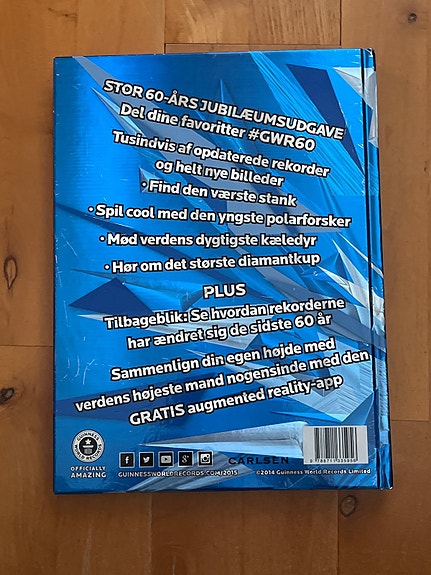 STOR 60-ÅRS JUBILÆUMSUDGAVE
Del dine favoritter #GWR60
Tusindvis af opdaterede rekorder
og helt nye billeder
• Find den værste stank
• Spil cool med den yngste polarforsker
• Mød verdens dygtigste kæledyr
• Hør om det største diamantkup
PLUS
Tilbageblik: Se hvordan rekorderne
har ændret sig de sidste 60 år
Sammenlign din egen højde med
verdens højeste mand nogensinde med den
GRATIS augmented reality-app
GUINNESS
WORLD RECORDS
OFFICIALLY
AMAZING
GUINNESSWORLDRECORDS.COM/2015
CARLSEN
©2014 Guinness World Records Limited